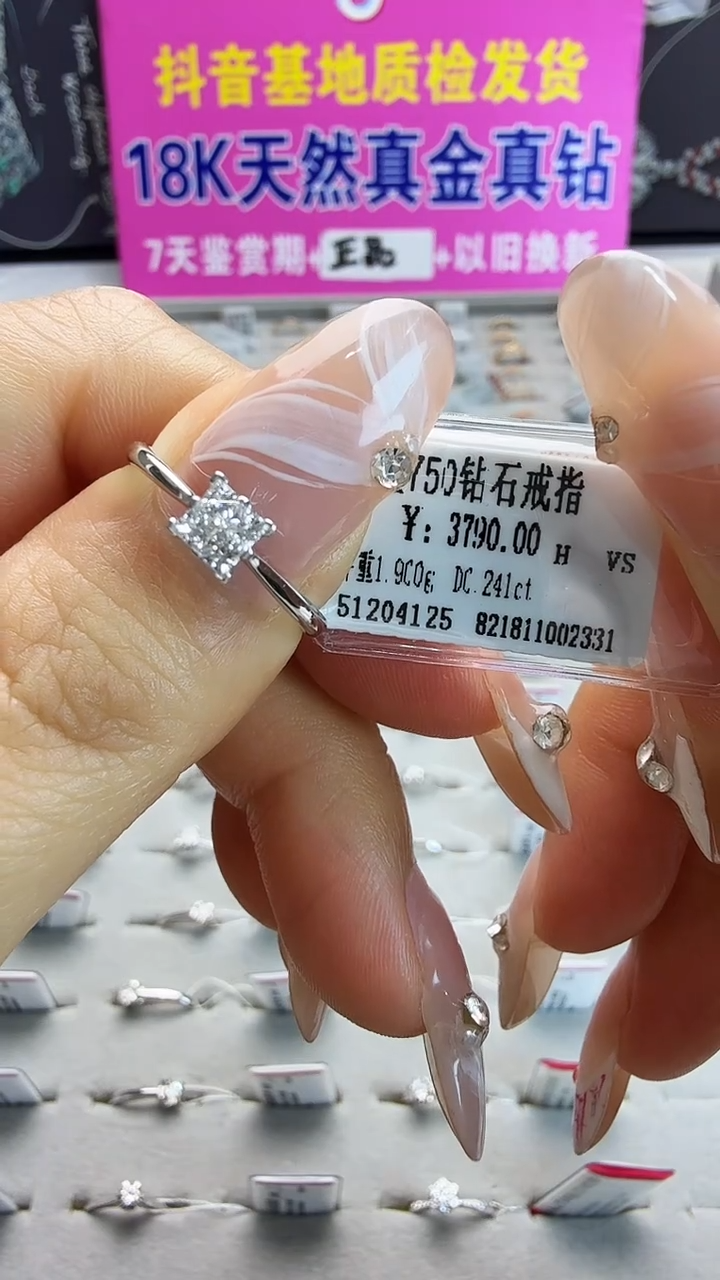 抖音基地质检发货
18K天然真金真钻
7天鉴赏期+正品+以旧换新
750钻石戒指
¥: 3790.00 H VS
重1.900g DC.241ct
51204125 821811002331